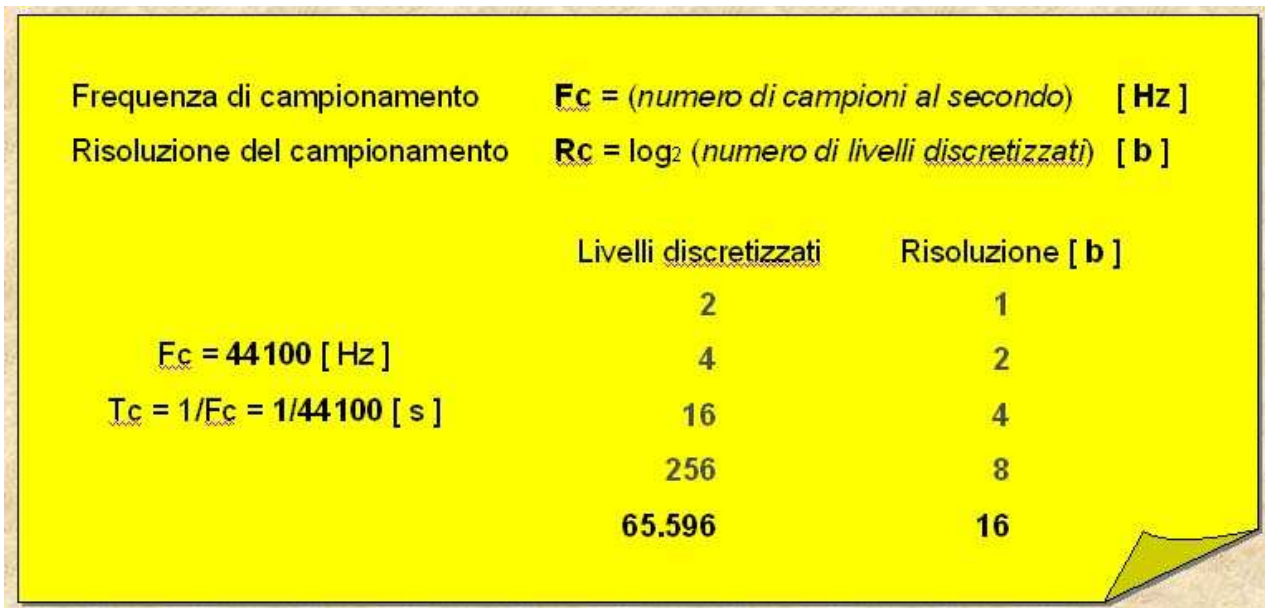 Frequenza di campionamento Fc = (numero di campioni al secondo) [ Hz ]
Risoluzione del campionamento Rc = log2 (numero di livelli discretizzati) [ b ]
Livelli discretizzati Risoluzione [ b ]
2 1
Fc = 44100 [ Hz ]
4 2
Tc = 1/Fc = 1/44100 [ s ]
16 4
256 8
65.596 16